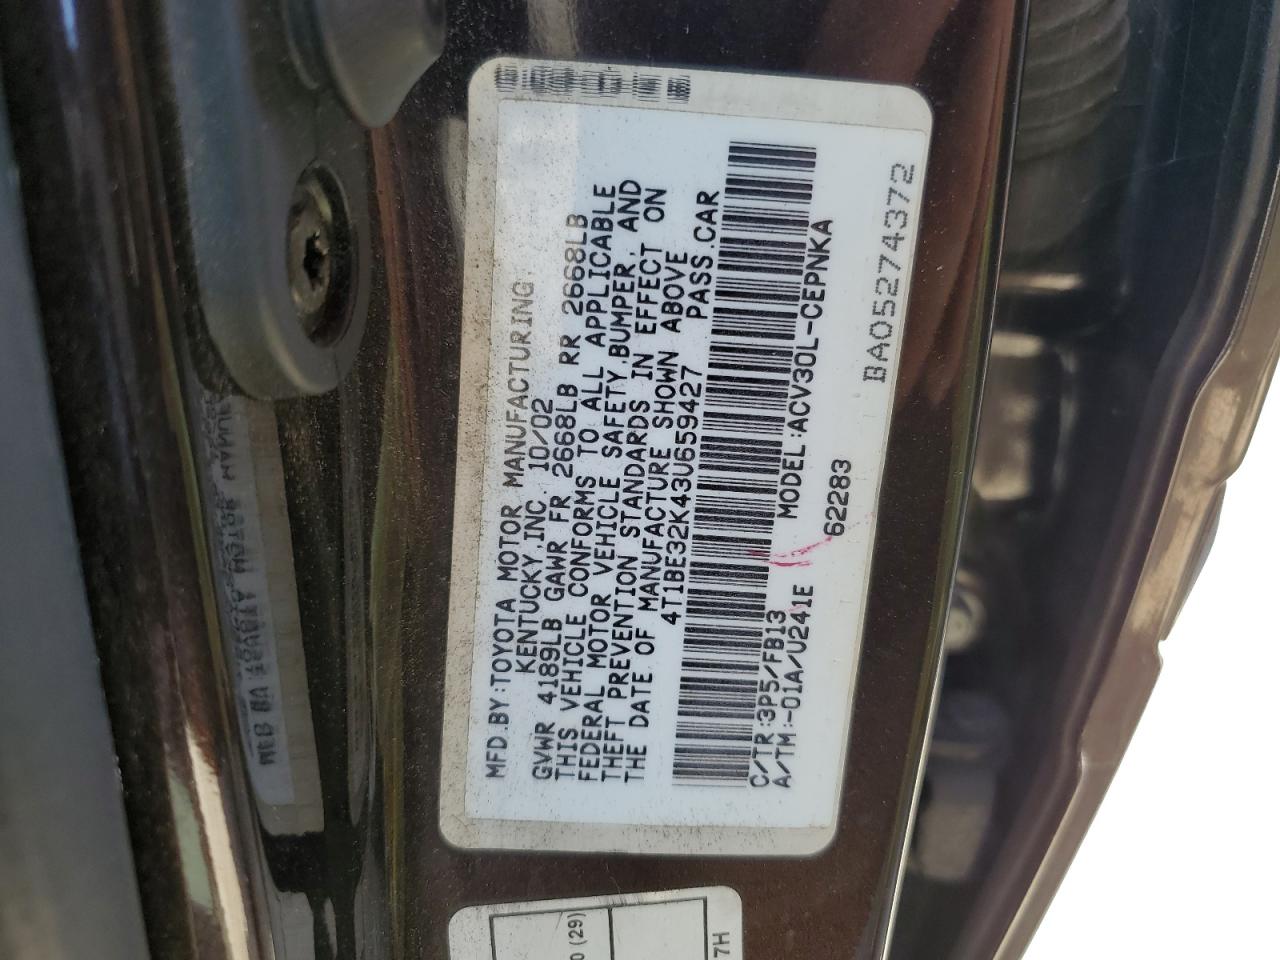 MFD.BY:TOYOTA MOTOR MANUFACTURING,
KENTUCKY,INC. 10/02
GVWR 4189LB GAWR FR 2668LB RR 2668LB
THIS VEHICLE CONFORMS TO ALL APPLICABLE
FEDERAL MOTOR VEHICLE SAFETY,BUMPER, AND
THEFT PREVENTION STANDARDS IN EFFECT ON
THE DATE OF MANUFACTURE SHOWN ABOVE
4T1BE32K43U659427 PASS.CAR
C/TR:3P5/FB13 MODEL:ACV30L-CEPNKA
A/TM:-01A/U241E 62283
BA05274372
(29)
7H